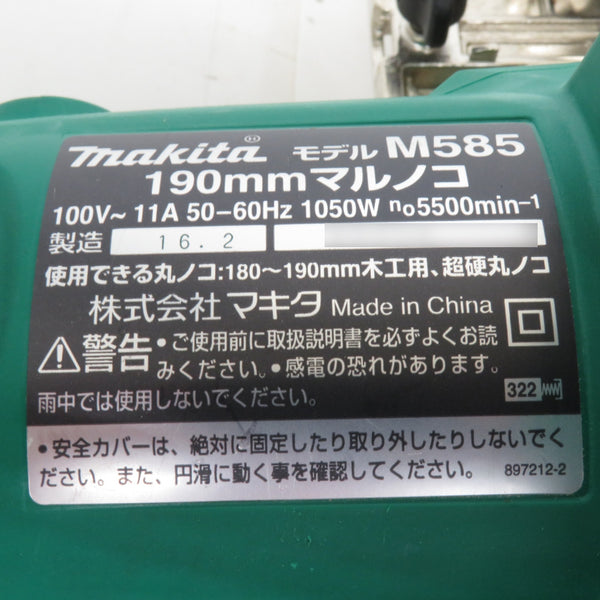 makita® モデル M585
190mmマルノコ
100V～ 11A 50-60Hz 1050W n₀5500min⁻¹
製造 16.2
使用できる丸ノコ:180～190mm木工用、超硬丸ノコ
株式会社 マキタ Made in China
⚠警告 •ご使用前に取扱説明書を必ずよくお読
みください。•感電の恐れがあります。
雨中では使用しないでください。
322
•安全カバーは、絶対に固定したり取り外したりしないでく
ださい。また、円滑に動く事を確認してください。 897212-2